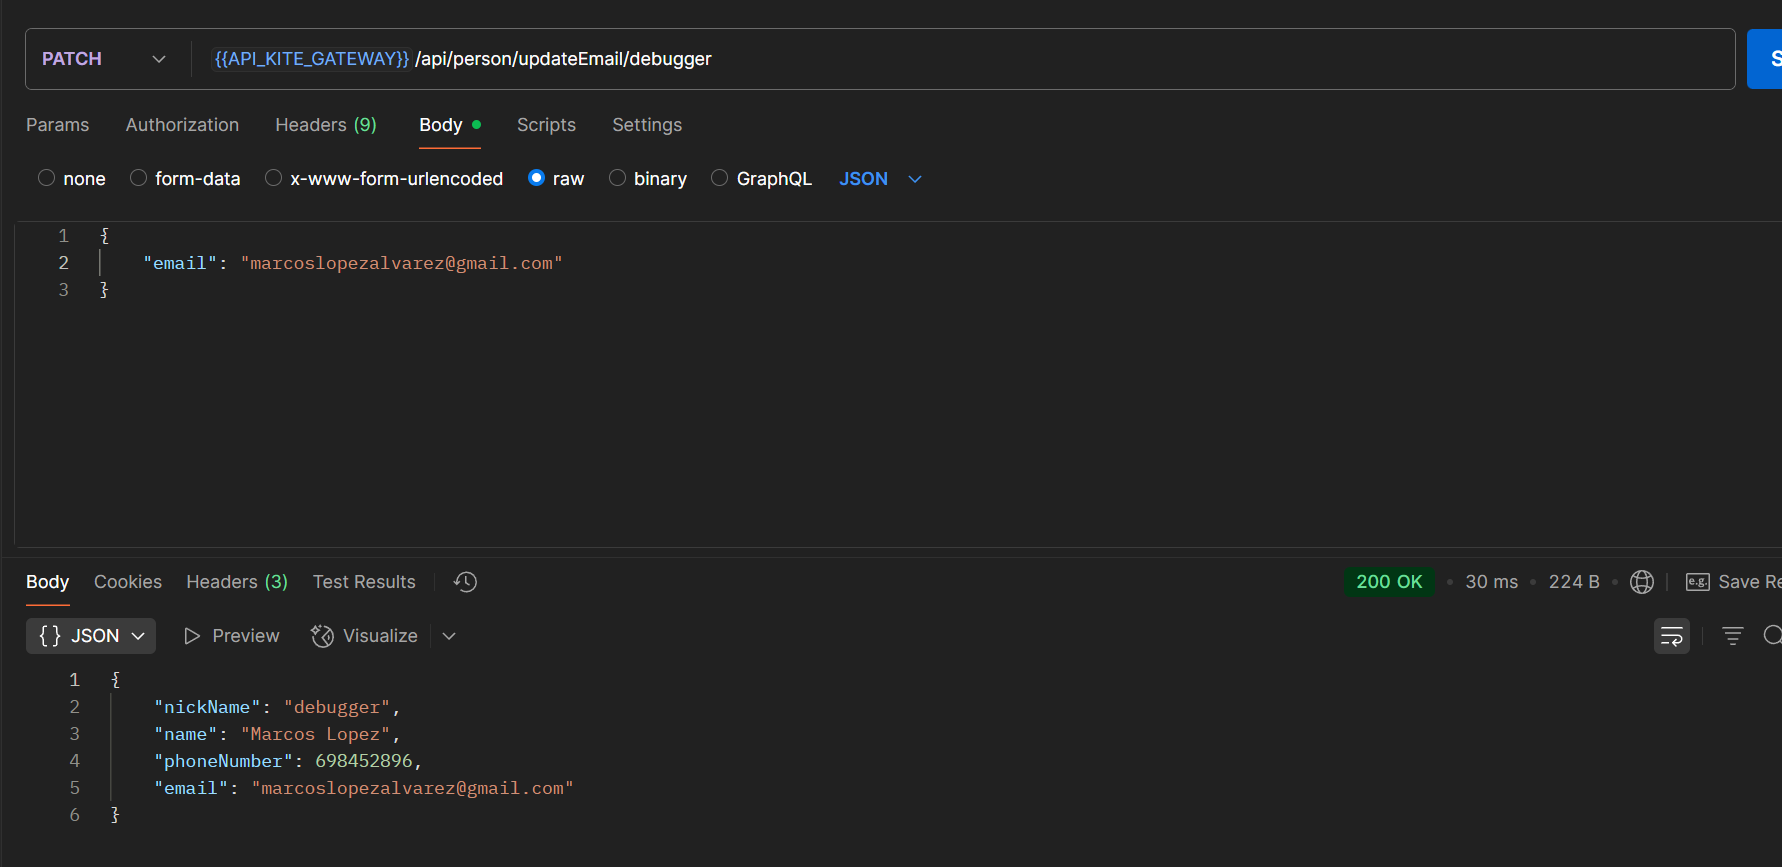 PATCH {{API_KITE_GATEWAY}} /api/person/updateEmail/debugger S
Params Authorization Headers (9) Body Scripts Settings
none form-data x-www-form-urlencoded raw binary GraphQL JSON
1 {
2 "email": "marcoslopezalvarez@gmail.com"
3 }
Body Cookies Headers (3) Test Results 200 OK • 30 ms • 224 B • e.g. Save Re
{} JSON Preview Visualize
1 {
2 "nickName": "debugger",
3 "name": "Marcos Lopez",
4 "phoneNumber": 698452896,
5 "email": "marcoslopezalvarez@gmail.com"
6 }